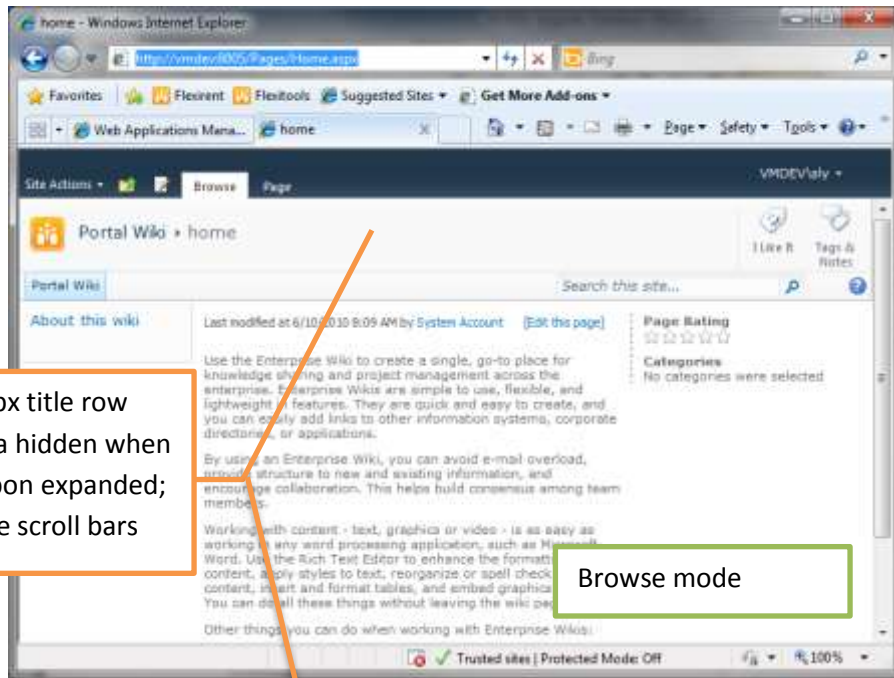 home - Windows Internet Explorer
http://vmdev:8005/Pages/Home.aspx
Bing
Favorites Flexirent Flexitools Suggested Sites Get More Add-ons
Web Applications Mana... home Page Safety Tools
Site Actions Browse Page VMDEV\aly
Portal Wiki home
I Like It Tags & Notes
Portal Wiki Search this site...
About this wiki
Last modified at 6/10/2010 8:09 AM by System Account [Edit this page]
Use the Enterprise Wiki to create a single, go-to place for
knowledge sharing and project management across the
enterprise. Enterprise Wikis are simple to use, flexible, and
lightweight in features. They are quick and easy to create, and
you can easily add links to other information systems, corporate
directories, or applications.
By using an Enterprise Wiki, you can avoid e-mail overload,
provide structure to new and existing information, and
encourage collaboration. This helps build consensus among team
members.
Working with content - text, graphics or video - is as easy as
working in any word processing application, such as
Word. Use the Rich Text Editor to enhance the
content, apply styles to text, reorganize or spell check
content, insert and format tables, and embed
You can do all these things without leaving the wiki
Other things you can do when working with Enterprise Wikis:
Page Rating
Categories
No categories were selected
px title row
a hidden when
on expanded;
e scroll bars
Browse mode
Trusted sites | Protected Mode: Off 100%